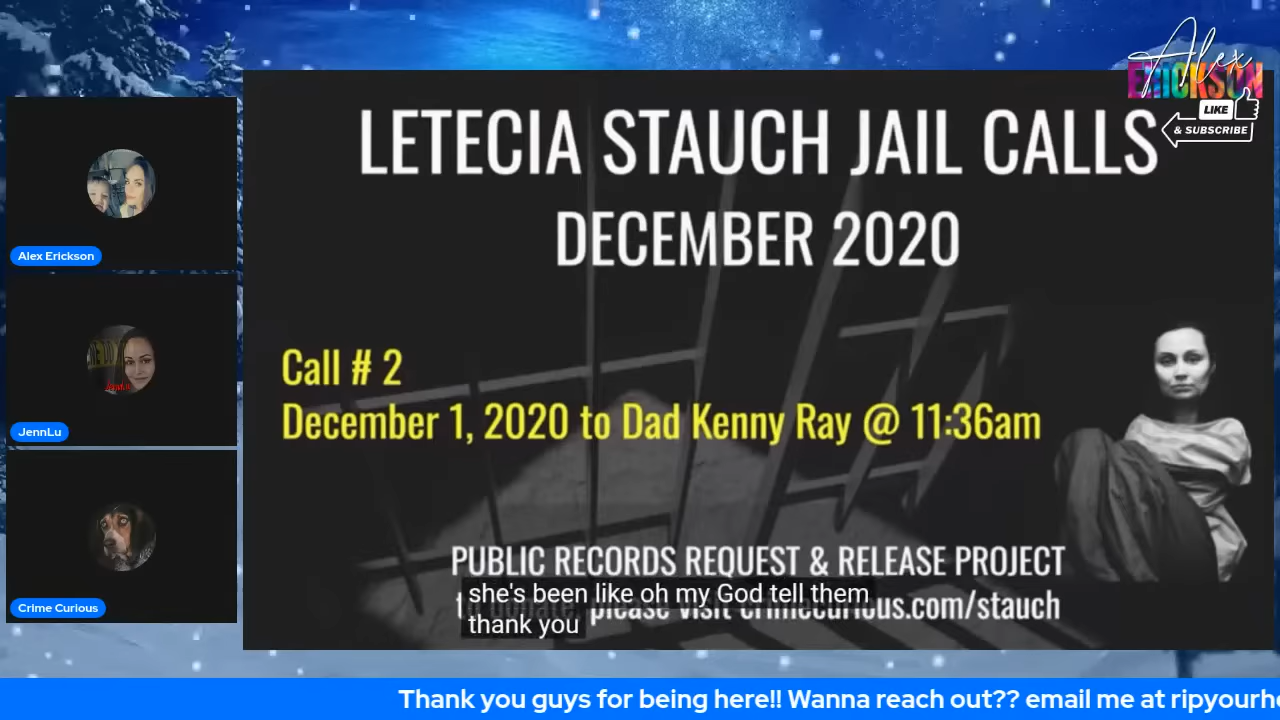 Alex
ERICKSON
LIKE
& SUBSCRIBE
LETECIA STAUCH JAIL CALLS
DECEMBER 2020
Call # 2
December 1, 2020 to Dad Kenny Ray @ 11:36am
PUBLIC RECORDS REQUEST & RELEASE PROJECT
please visit crimecurious.com/stauch
she's been like oh my God tell them
thank you
Alex Erickson
JennLu
Crime Curious
Thank you guys for being here!! Wanna reach out?? email me at ripyourh